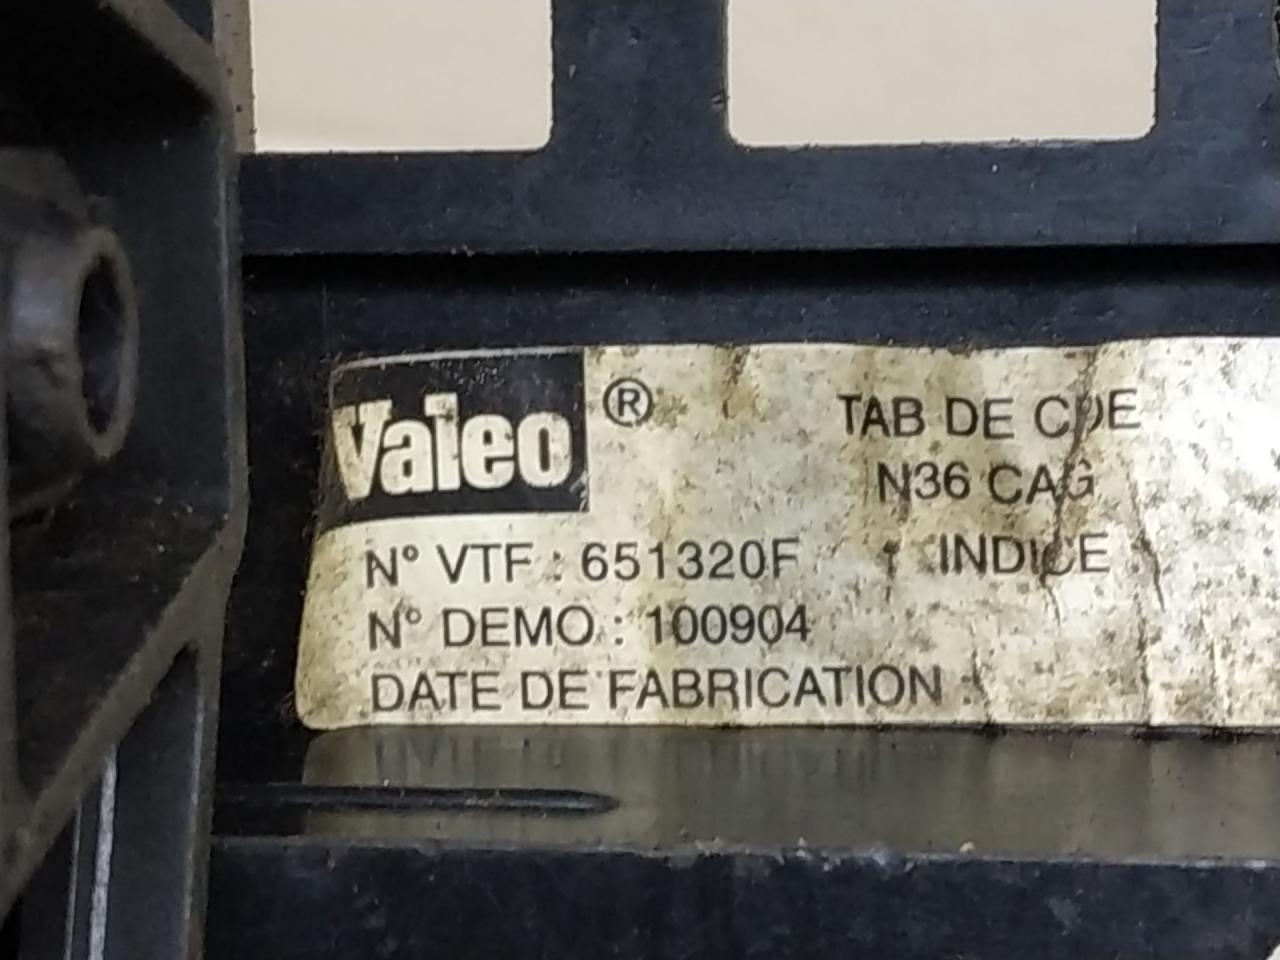 Valeo ®
TAB DE CDE
N36 CAG
N° VTF : 651320F INDICE :
N° DEMO : 100904
DATE DE FABRICATION :